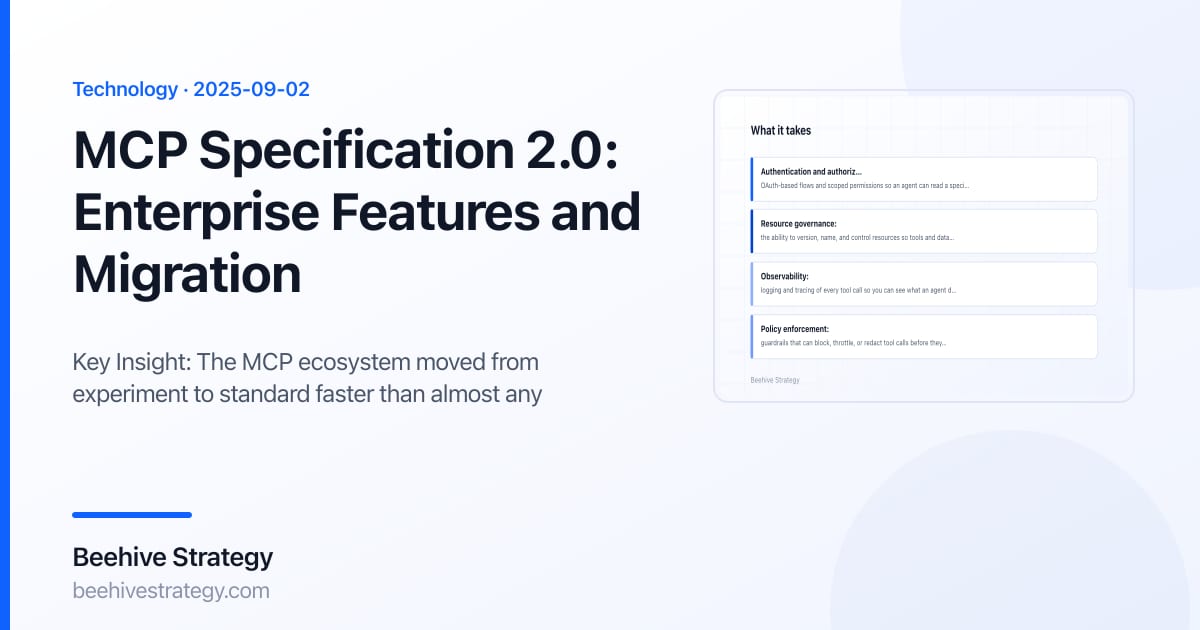 Technology · 2025-09-02
MCP Specification 2.0:
Enterprise Features and
Migration
Key Insight: The MCP ecosystem moved from
experiment to standard faster than almost any
Beehive Strategy
beehivestrategy.com
What it takes
Authentication and authoriz...
OAuth-based flows and scoped permissions so an agent can read a speci...
Resource governance:
the ability to version, name, and control resources so tools and data...
Observability:
logging and tracing of every tool call so you can see what an agent d...
Policy enforcement:
guardrails that can block, throttle, or redact tool calls before they...
Beehive Strategy